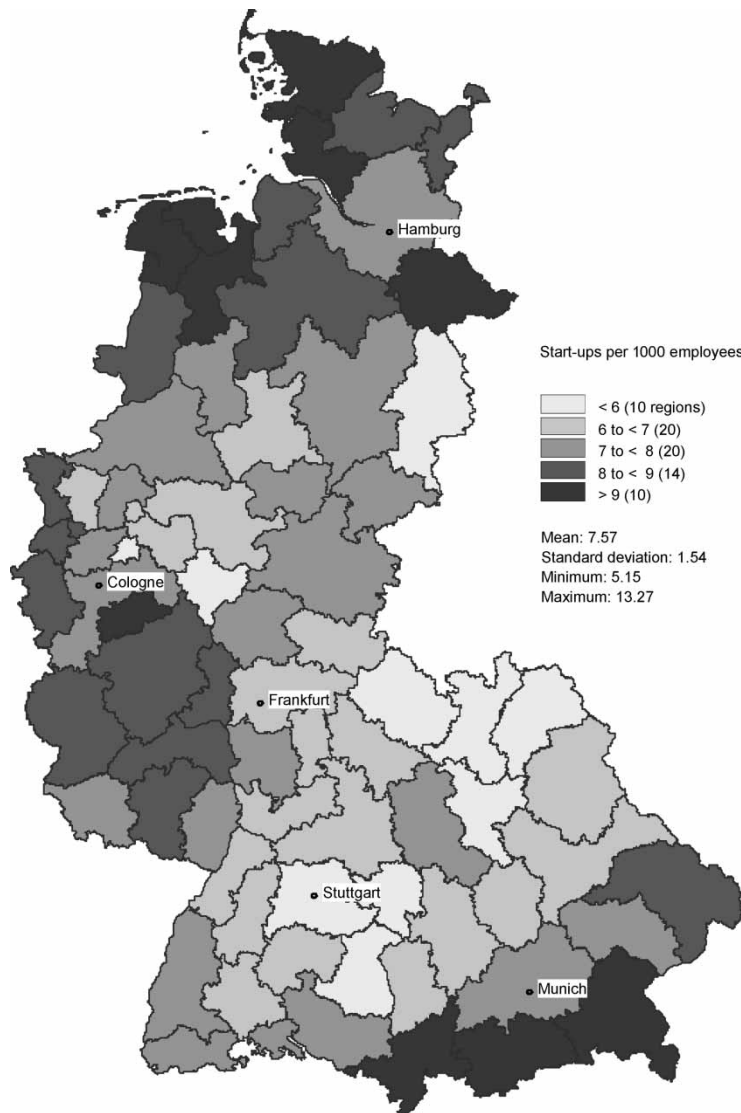 Hamburg
Start-ups per 1000 employees
< 6 (10 regions)
6 to < 7 (20)
7 to < 8 (20)
8 to < 9 (14)
> 9 (10)
Mean: 7.57
Standard deviation: 1.54
Minimum: 5.15
Maximum: 13.27
Cologne
Frankfurt
Stuttgart
Munich